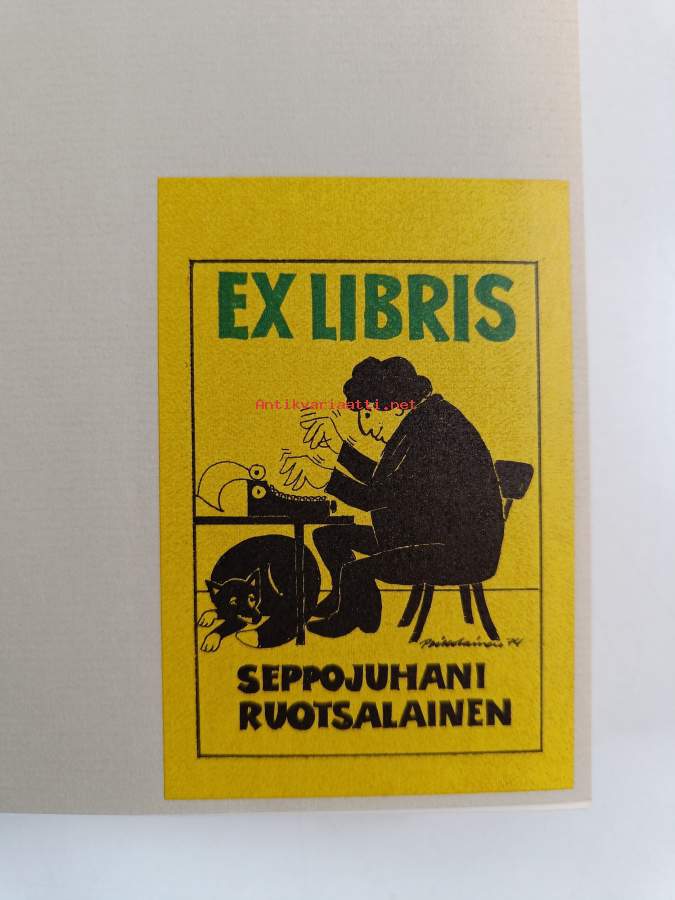 EX LIBRIS
Antikvariaatti.net
SEPPOJUHANI
RUOTSALAINEN